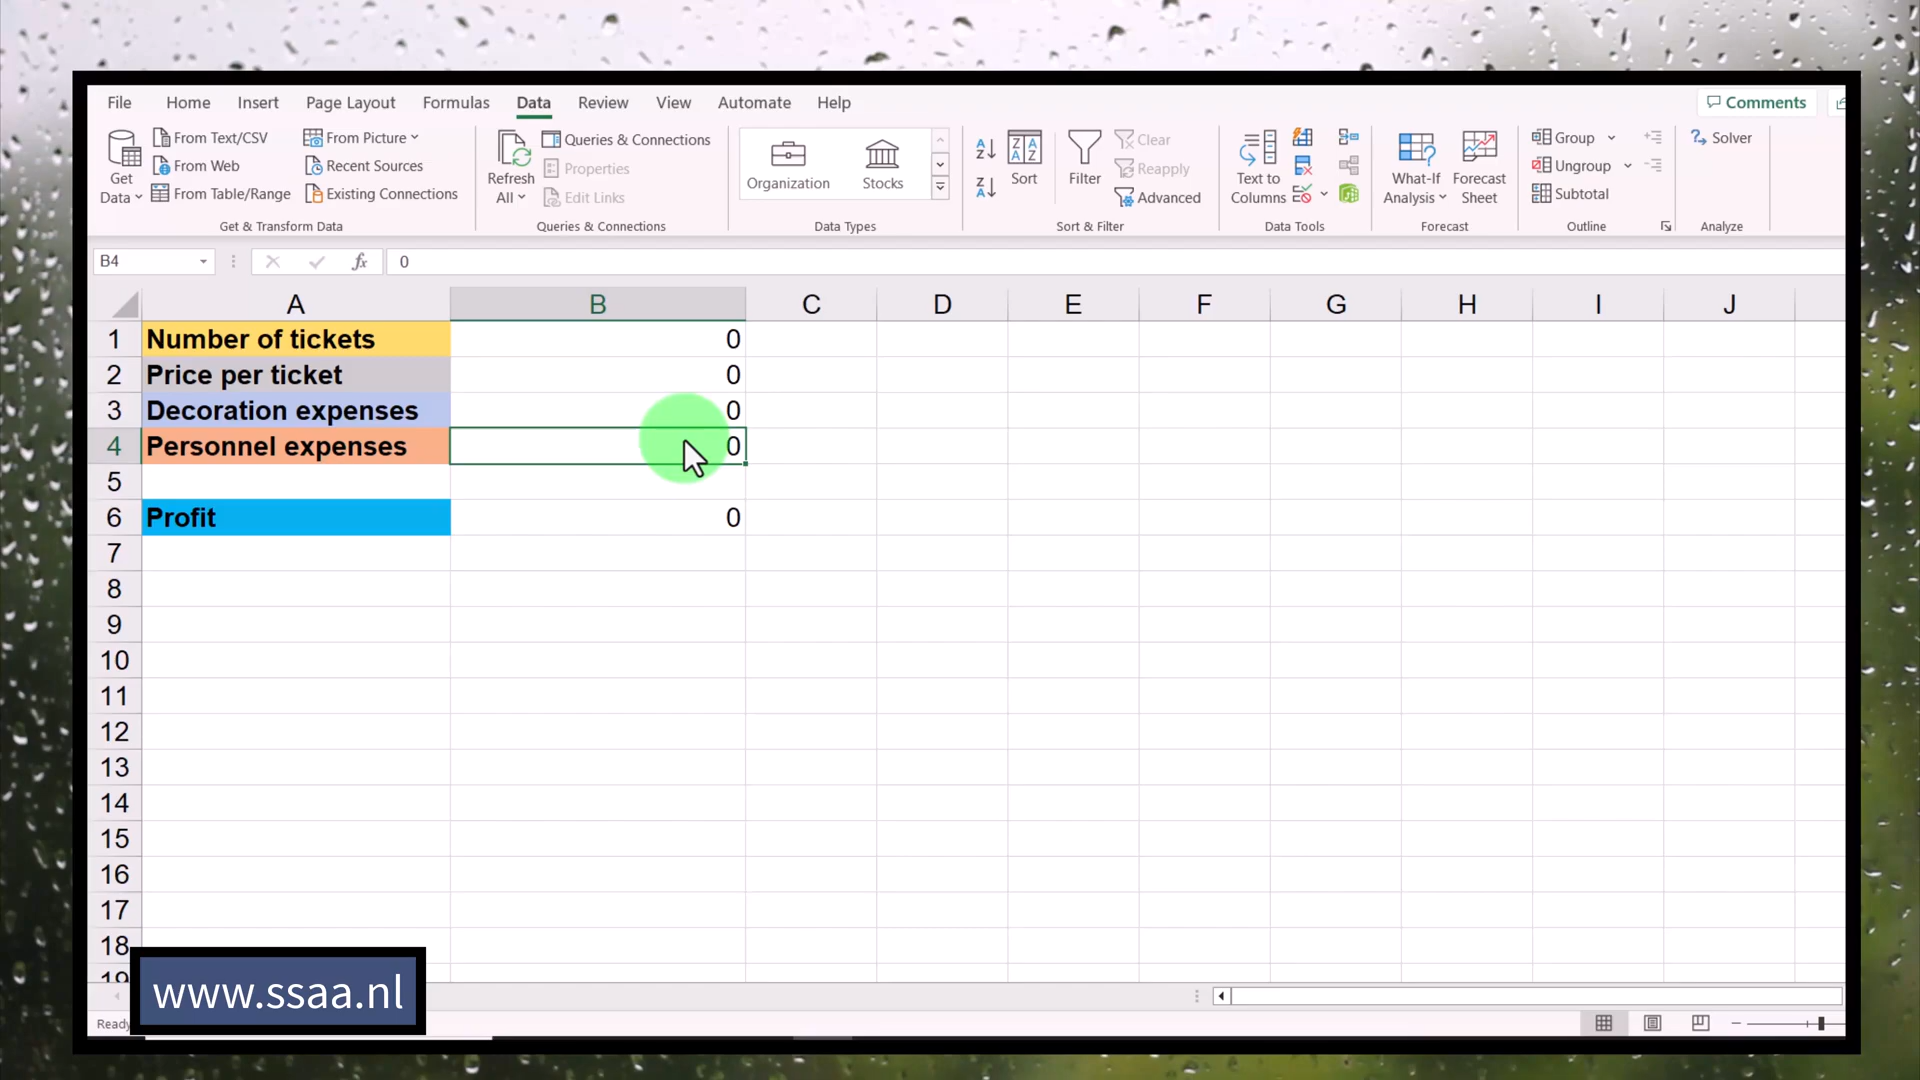 File Home Insert Page Layout Formulas Data Review View Automate Help Comments
Get Data
From Text/CSV
From Web
From Table/Range
From Picture
Recent Sources
Existing Connections
Get & Transform Data
Refresh All
Queries & Connections
Properties
Edit Links
Queries & Connections
Organization
Stocks
Data Types
Sort
Filter
Clear
Reapply
Advanced
Sort & Filter
Text to Columns
Data Tools
What-If Analysis
Forecast Sheet
Forecast
Group
Ungroup
Subtotal
Outline
Solver
Analyze
B4 fx 0
A B C D E F G H I J
1 Number of tickets 0
2 Price per ticket 0
3 Decoration expenses 0
4 Personnel expenses 0
5
6 Profit 0
7
8
9
10
11
12
13
14
15
16
17
18
19
www.ssaa.nl
Ready